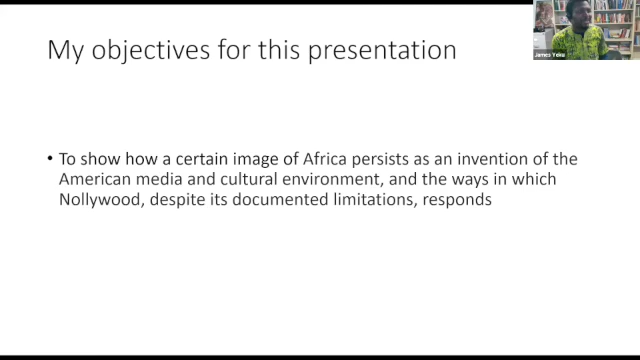 My objectives for this presentation
James Yeku
• To show how a certain image of Africa persists as an invention of the
American media and cultural environment, and the ways in which
Nollywood, despite its documented limitations, responds